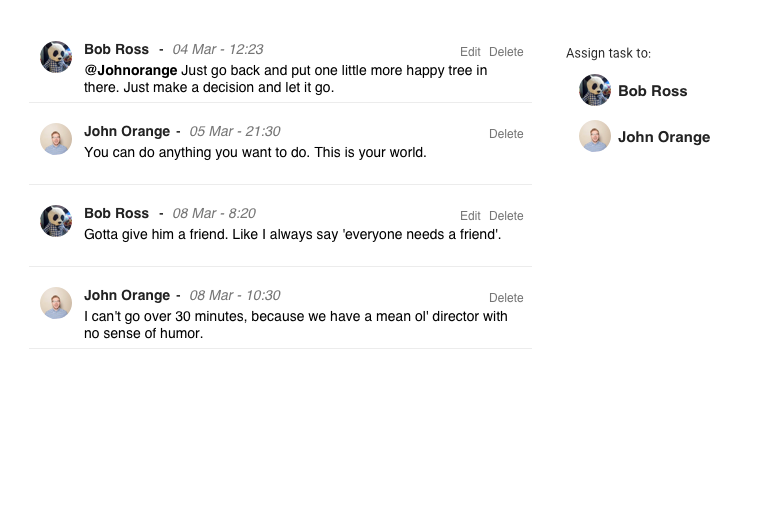 Bob Ross - 04 Mar - 12:23
Edit Delete
@Johnorange Just go back and put one little more happy tree in
there. Just make a decision and let it go.
John Orange - 05 Mar - 21:30
Delete
You can do anything you want to do. This is your world.
Bob Ross - 08 Mar - 8:20
Edit Delete
Gotta give him a friend. Like I always say 'everyone needs a friend'.
John Orange - 08 Mar - 10:30
Delete
I can't go over 30 minutes, because we have a mean ol' director with
no sense of humor.
Assign task to:
Bob Ross
John Orange